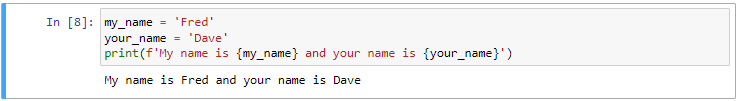 In [8]: my_name = 'Fred'
your_name = 'Dave'
print(f'My name is {my_name} and your name is {your_name}')
My name is Fred and your name is Dave